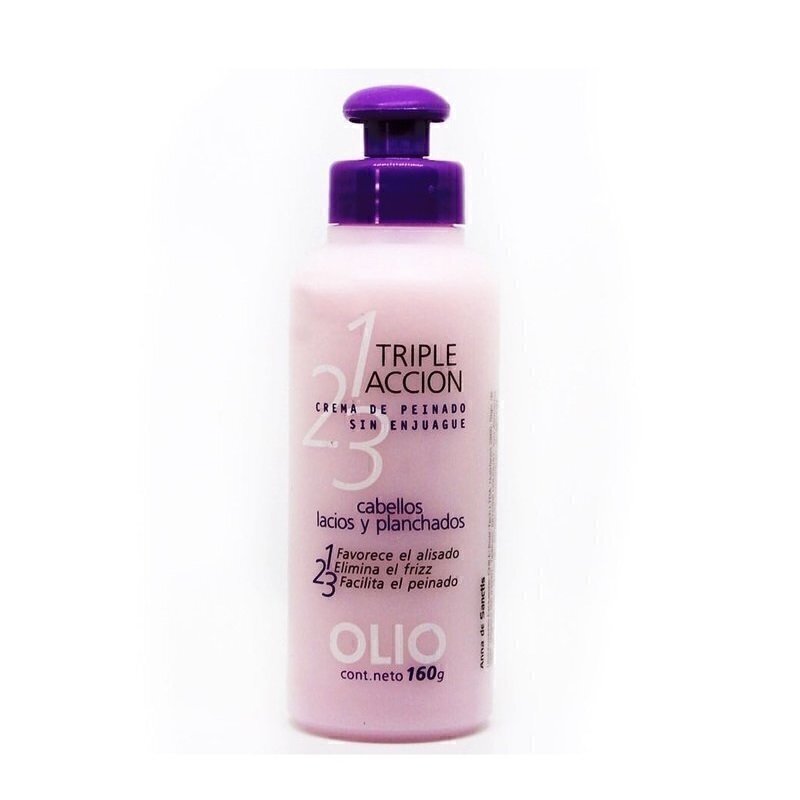 1
2
3
TRIPLE
ACCION
CREMA DE PEINADO
SIN ENJUAGUE
cabellos
lacios y planchados
1 Favorece el alisado
2 Elimina el frizz
3 Facilita el peinado
OLIO
cont.neto 160g
Anna de Sanctis